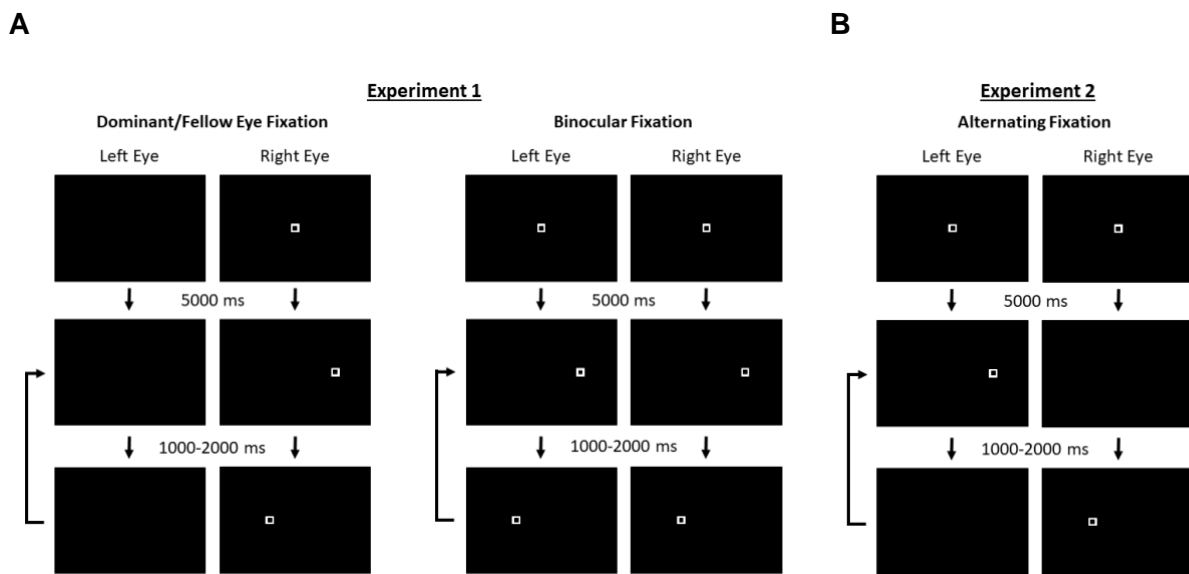 A
B
Experiment 1
Experiment 2
Dominant/Fellow Eye Fixation
Binocular Fixation
Alternating Fixation
Left Eye
Right Eye
Left Eye
Right Eye
Left Eye
Right Eye
5000 ms
5000 ms
5000 ms
1000-2000 ms
1000-2000 ms
1000-2000 ms